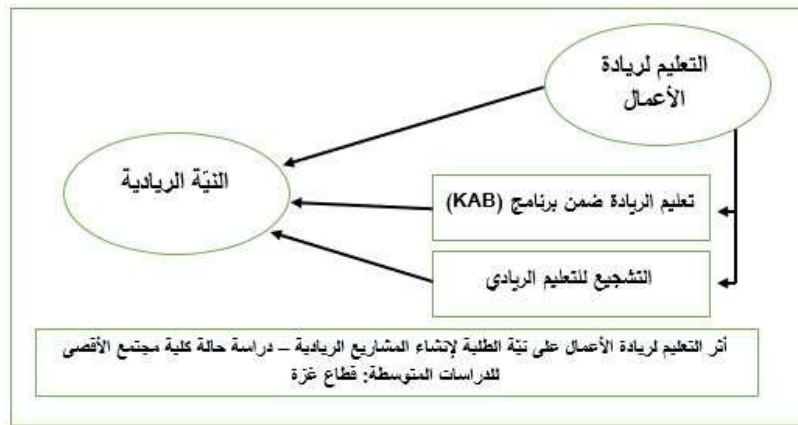 التعليم لريادة
الأعمال
النيّة الريادية
تعليم الريادة ضمن برنامج (KAB)
التشجيع للتعليم الريادي
أثر التعليم لريادة الأعمال على نيّة الطلبة لإنشاء المشاريع الريادية – دراسة حالة كلية مجتمع الأقصى
للدراسات المتوسطة: قطاع غزة